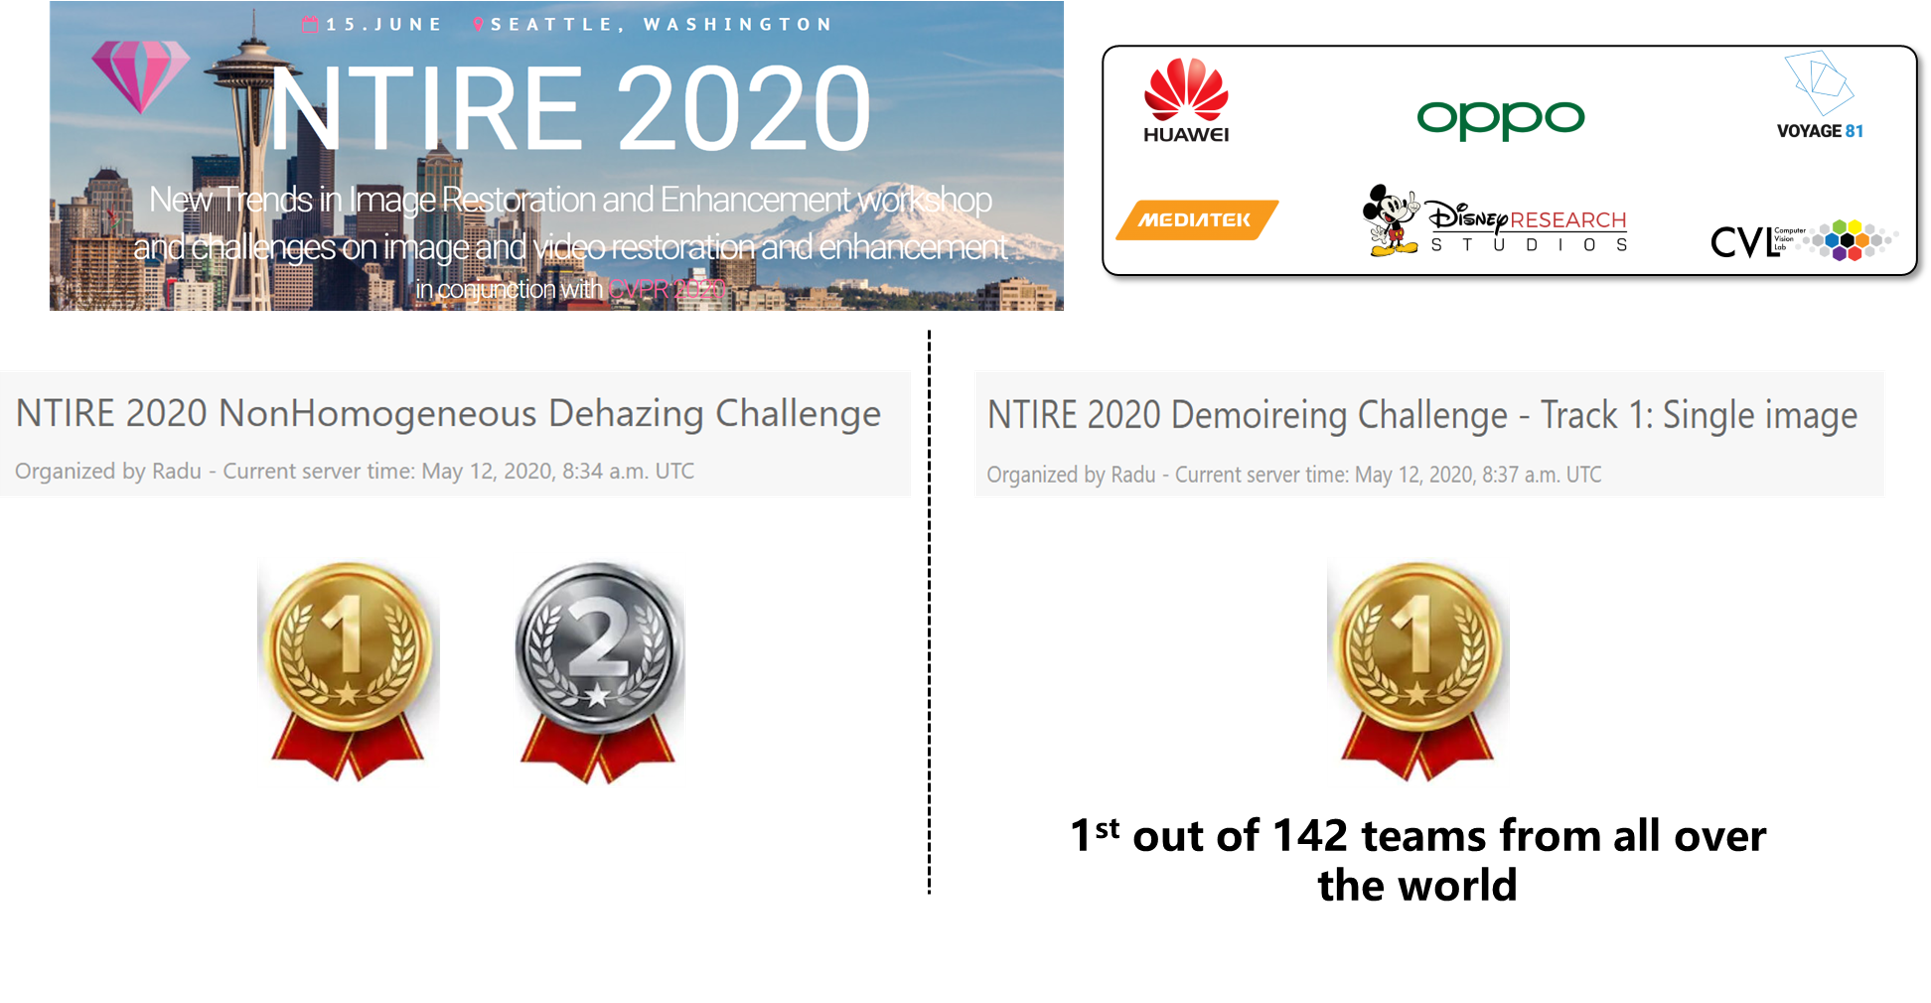 15.JUNE SEATTLE, WASHINGTON
NTIRE 2020
New Trends in Image Restoration and Enhancement workshop
and challenges on image and video restoration and enhancement
in conjunction with CVPR 2020
HUAWEI
oppo
VOYAGE 81
MEDIATEK
DISNEY RESEARCH
STUDIOS
CVL Computer
Vision
Lab
NTIRE 2020 NonHomogeneous Dehazing Challenge
Organized by Radu - Current server time: May 12, 2020, 8:34 a.m. UTC
NTIRE 2020 Demoireing Challenge - Track 1: Single image
Organized by Radu - Current server time: May 12, 2020, 8:37 a.m. UTC
1
2
1
1st out of 142 teams from all over
the world